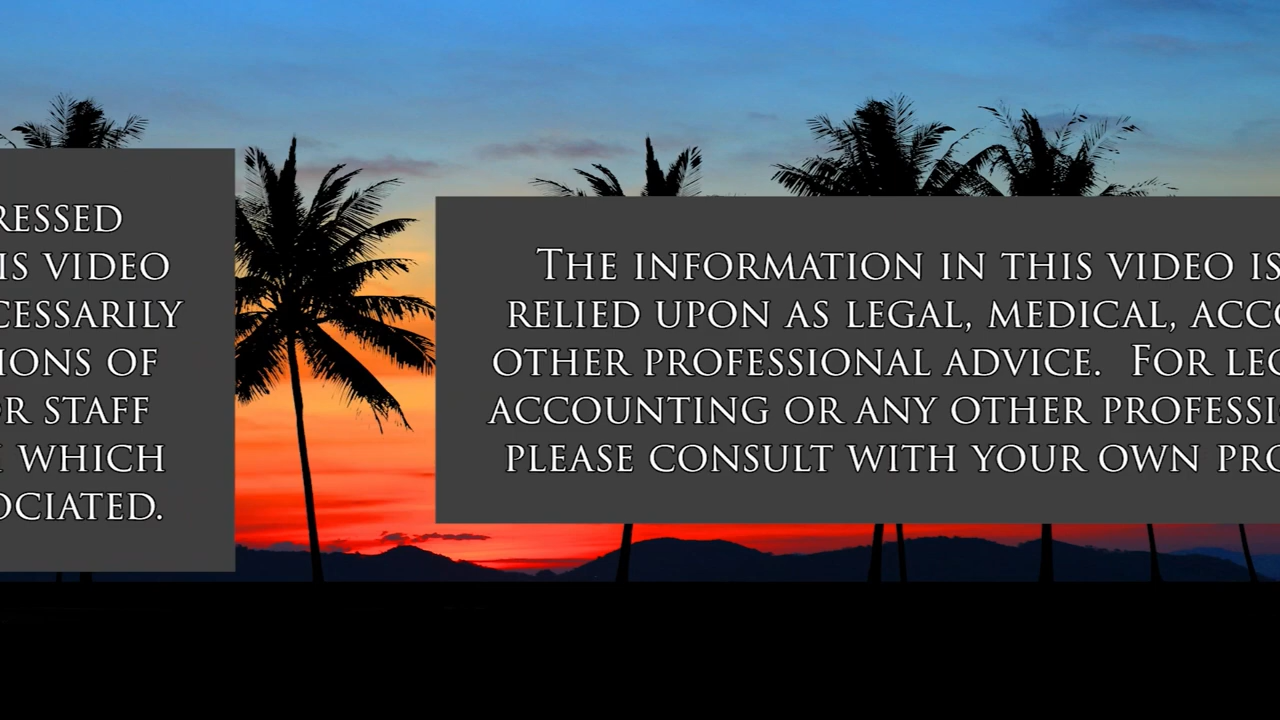 RESSED
IS VIDEO
CESSARILY
IONS OF
OR STAFF
WHICH
OCIATED.
THE INFORMATION IN THIS VIDEO IS
RELIED UPON AS LEGAL, MEDICAL, ACCO
OTHER PROFESSIONAL ADVICE. FOR LEG
ACCOUNTING OR ANY OTHER PROFESSI
PLEASE CONSULT WITH YOUR OWN PRO